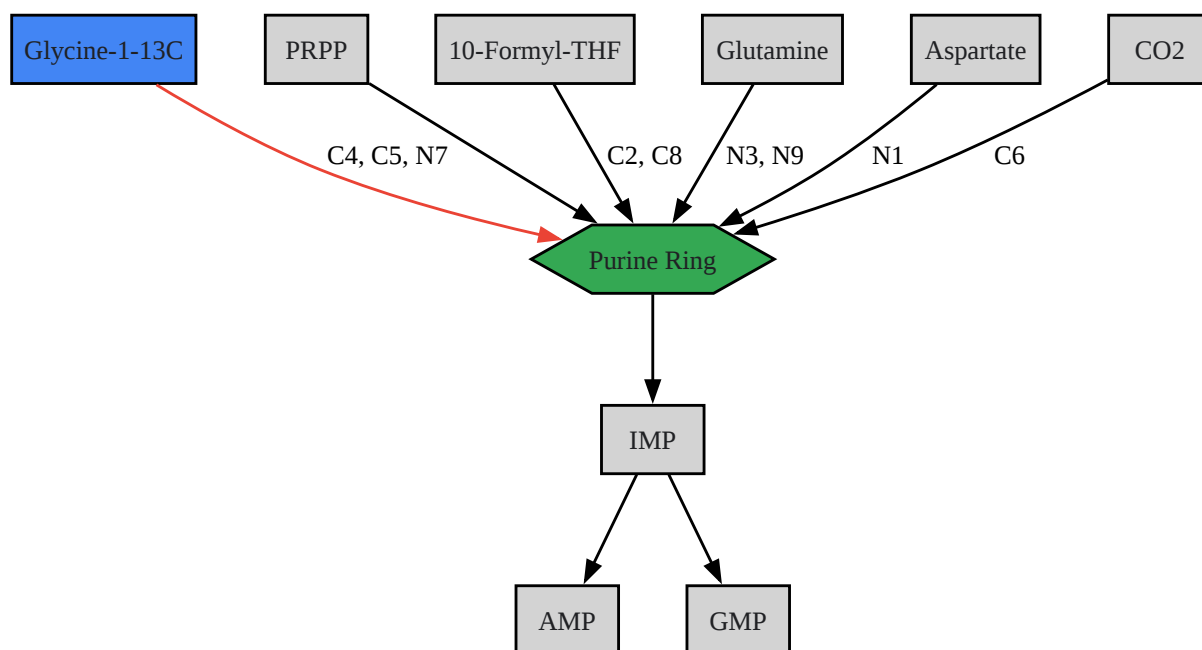 Glycine-1-13C
PRPP
10-Formyl-THF
Glutamine
Aspartate
CO2
C4, C5, N7
C2, C8
N3, N9
N1
C6
Purine Ring
IMP
AMP
GMP